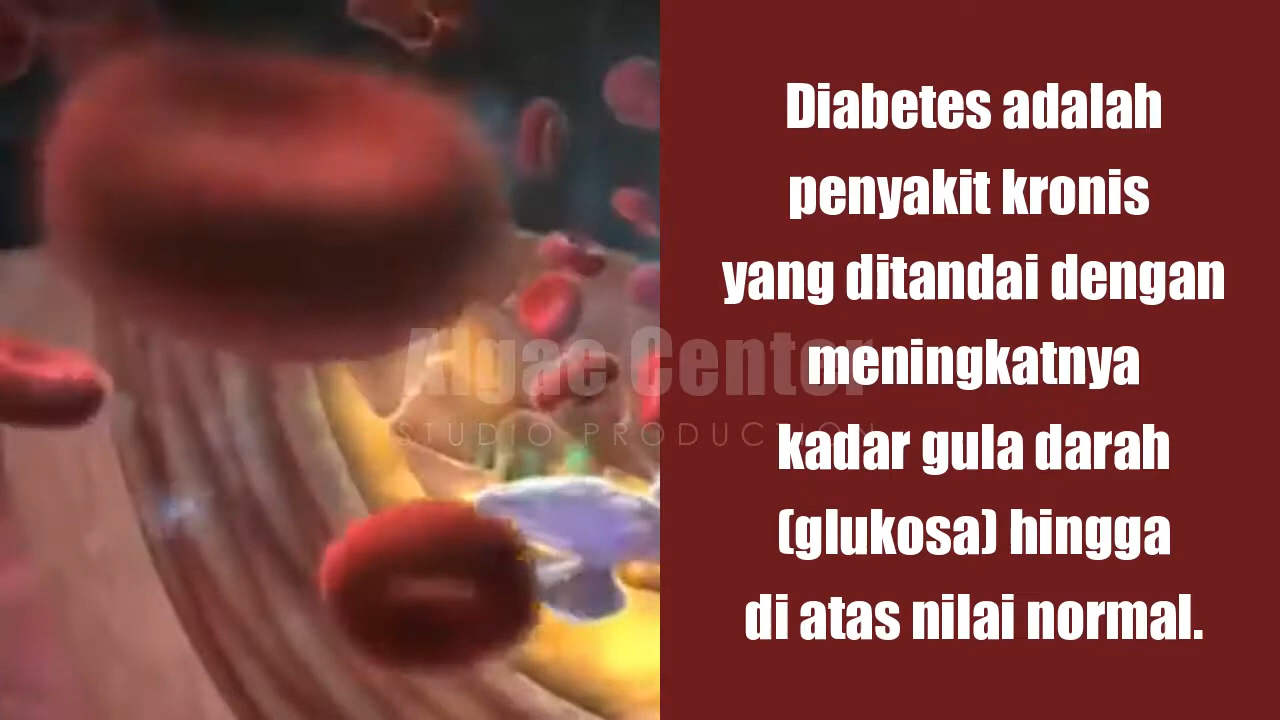 Diabetes adalah
penyakit kronis
yang ditandai dengan
meningkatnya
kadar gula darah
(glukosa) hingga
di atas nilai normal.
Algae Center
STUDIO PRODUCTION